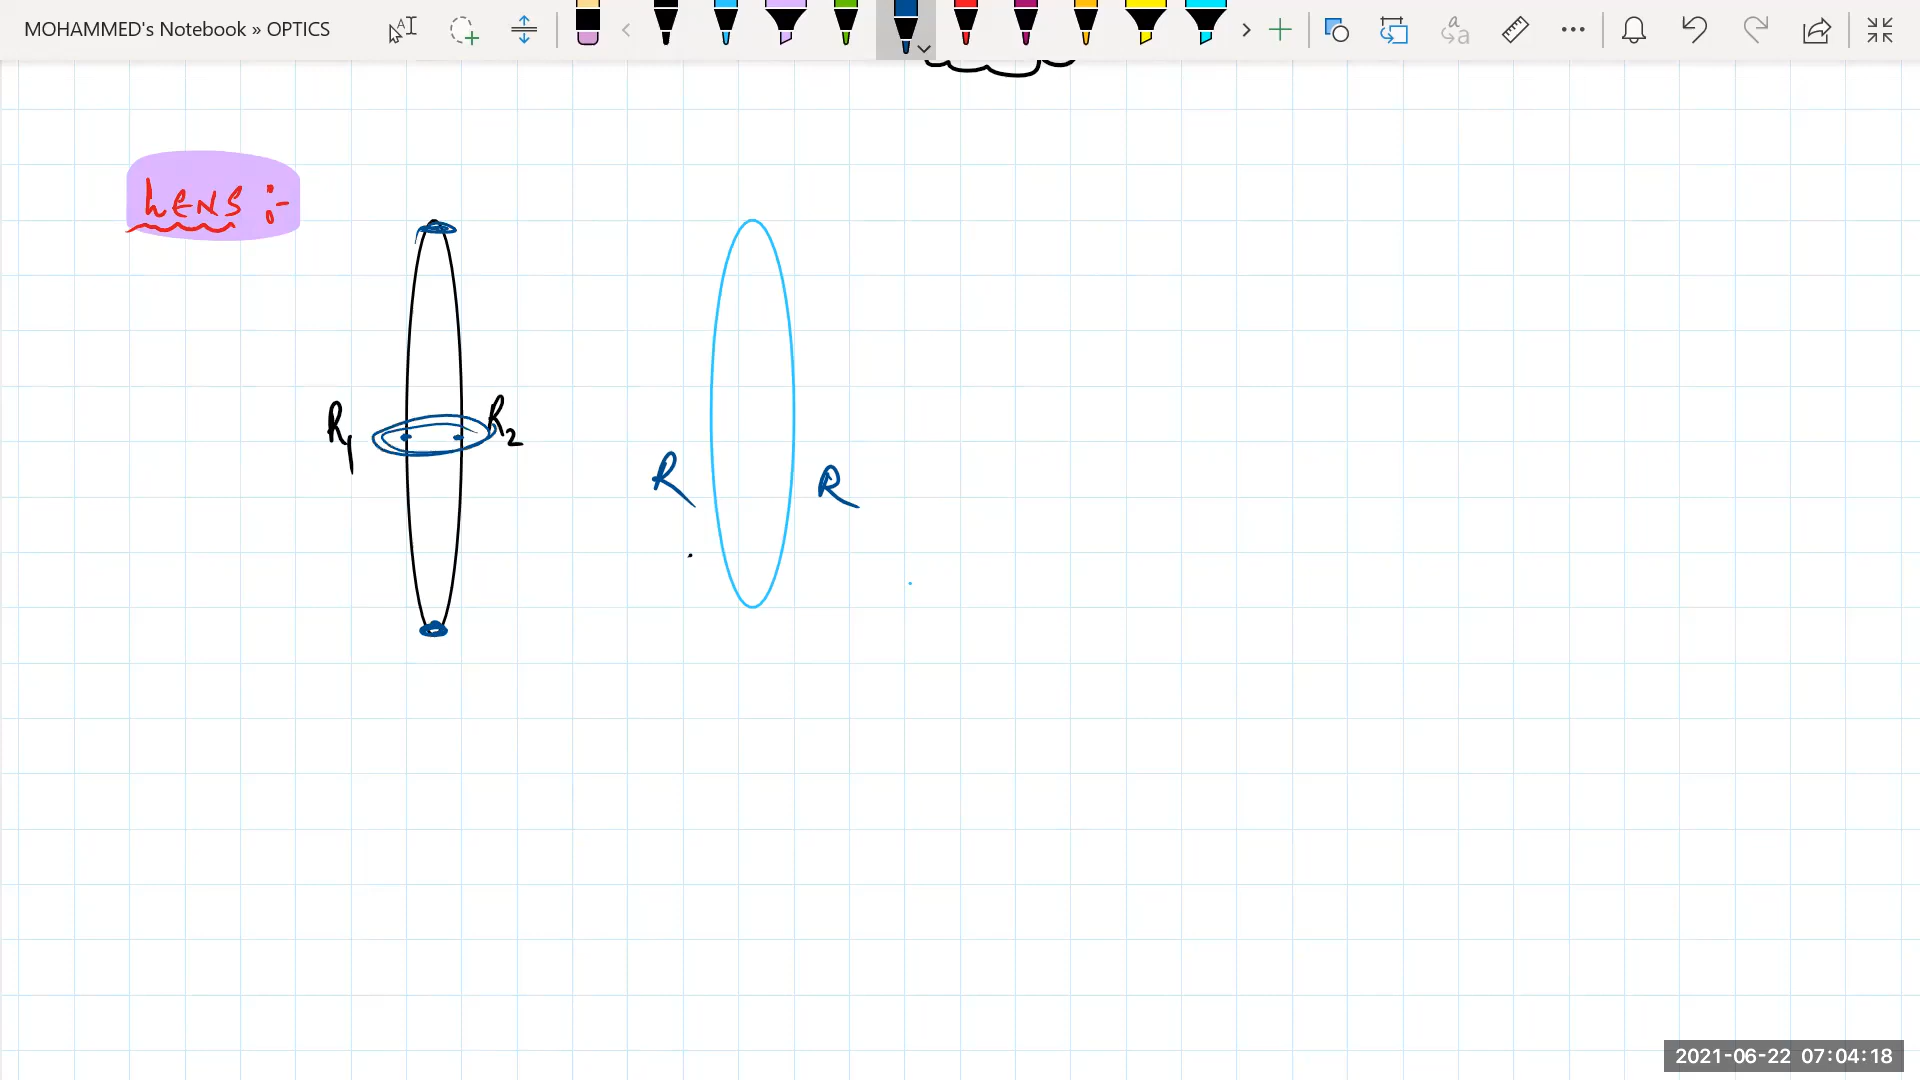 MOHAMMED's Notebook » OPTICS
LENS :-
R1 R2
R R
2021-06-22 07:04:18